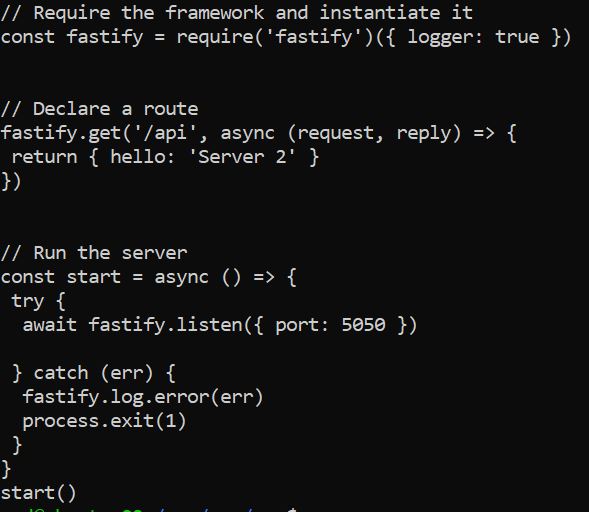 // Require the framework and instantiate it
const fastify = require('fastify')({ logger: true })
// Declare a route
fastify.get('/api', async (request, reply) => {
 return { hello: 'Server 2' }
})
// Run the server
const start = async () => {
 try {
  await fastify.listen({ port: 5050 })
 } catch (err) {
  fastify.log.error(err)
  process.exit(1)
 }
}
start()